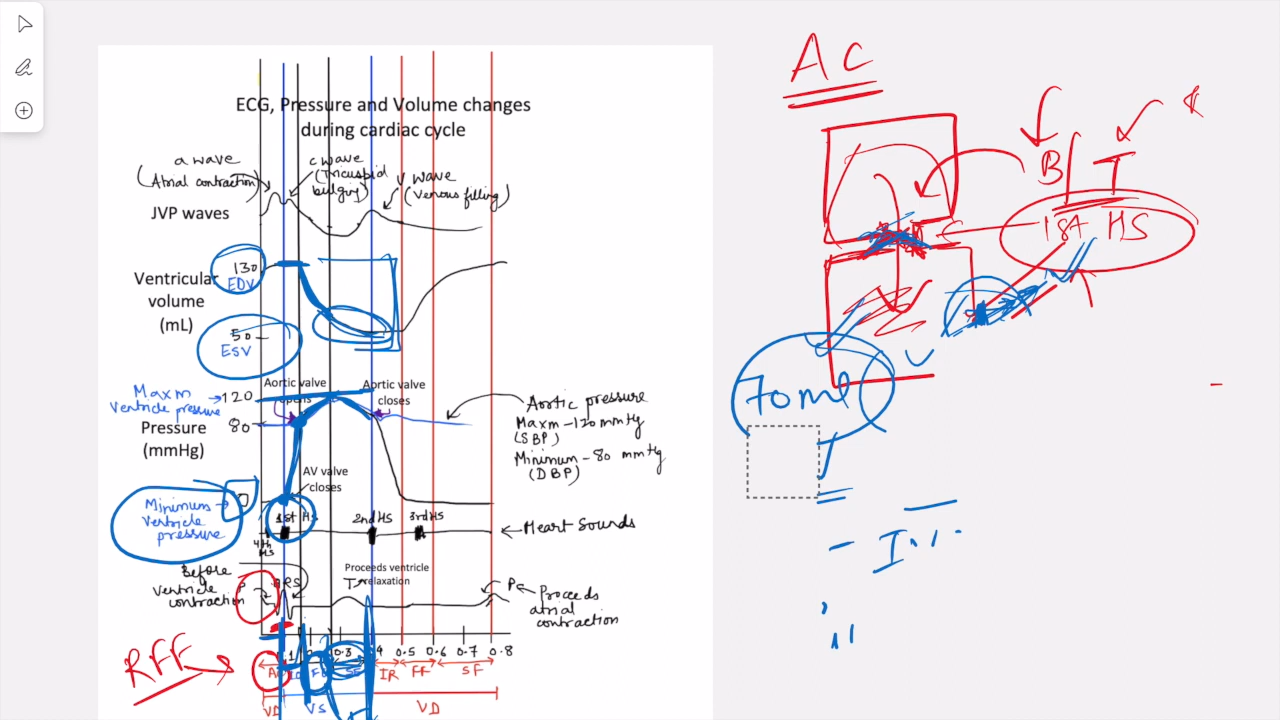 ECG, Pressure and Volume changes
during cardiac cycle
a wave
(Atrial contraction)
c wave
(Tricuspid
bulging)
v wave
(Venous filling)
JVP waves
130
EDV
Ventricular
volume
(mL)
50
ESV
Maxm
Ventricle pressure
120
80
Pressure
(mmHg)
Aortic valve
Aortic valve
closes
Aortic pressure
Maxm - 120 mmHg
(SBP)
Minimum - 80 mmHg
(DBP)
AV valve
closes
0
Minimum
Ventricle
pressure
1st HS
2nd HS
3rd HS
4th
HS
Heart Sounds
Before
Ventricle
contraction
QRS
T
Proceeds ventricle
relaxation
P
Proceeds
atrial
contraction
0.3
0.5
0.6
0.7
0.8
IR
FF
SF
VD
VS
VD
RFF
AC
B/T
1st HS
70 ml